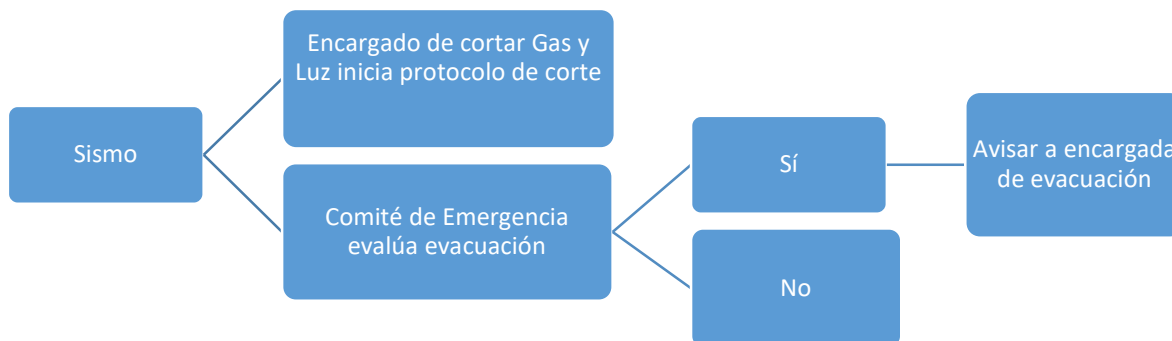 Sismo
Encargado de cortar Gas y
Luz inicia protocolo de corte
Comité de Emergencia
evalúa evacuación
Sí
No
Avisar a encargada
de evacuación